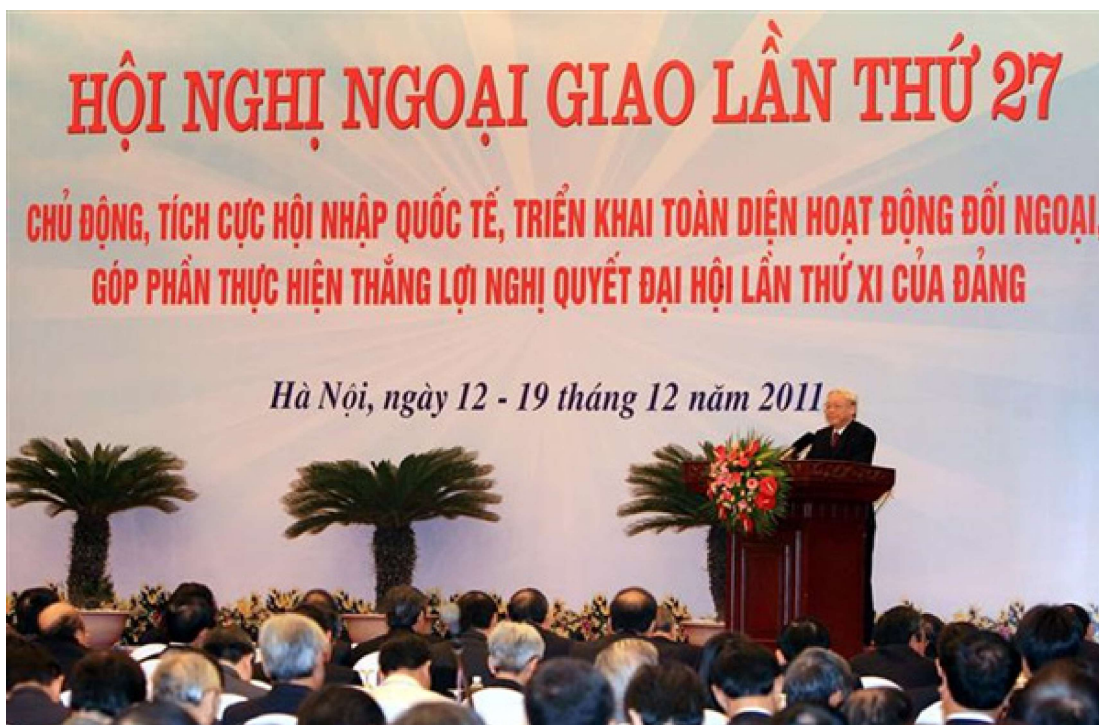 HỘI NGHỊ NGOẠI GIAO LẦN THỨ 27
CHỦ ĐỘNG, TÍCH CỰC HỘI NHẬP QUỐC TẾ, TRIỂN KHAI TOÀN DIỆN HOẠT ĐỘNG ĐỐI NGOẠI,
GÓP PHẦN THỰC HIỆN THẮNG LỢI NGHỊ QUYẾT ĐẠI HỘI LẦN THỨ XI CỦA ĐẢNG
Hà Nội, ngày 12 - 19 tháng 12 năm 2011